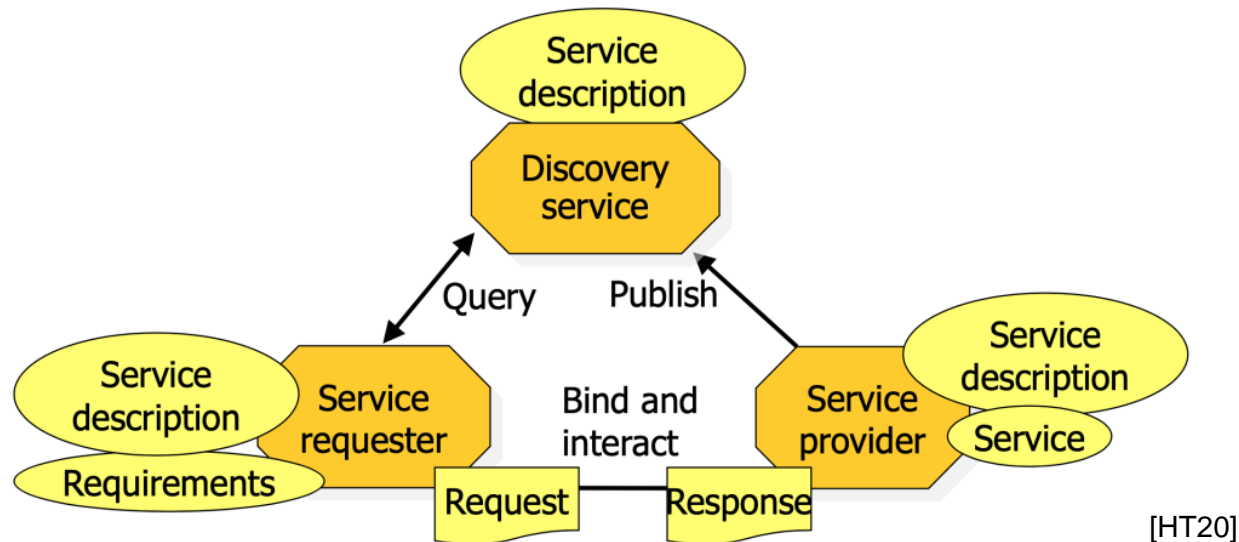 Service
description
Discovery
service
Query
Publish
Service
description
Requirements
Service
requester
Bind and
interact
Service
provider
Service
description
Service
Request
Response
[HT20]